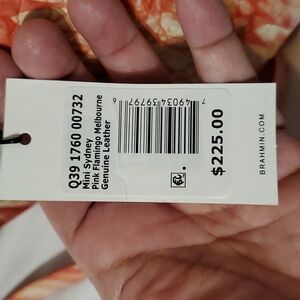 Q39 1760 00732
Mini Sydney
Pink Flamingo Melbourne
Genuine Leather
7 49034 39797 6
$225.00
BRAHMIN.COM